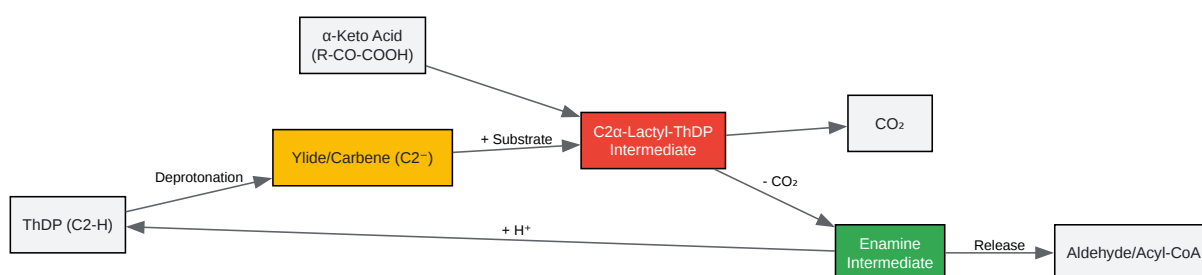 α-Keto Acid
(R-CO-COOH)
C2α-Lactyl-ThDP
Intermediate
CO₂
+ Substrate
Ylide/Carbene (C2⁻)
Deprotonation
- CO₂
ThDP (C2-H)
+ H⁺
Enamine
Intermediate
Release
Aldehyde/Acyl-CoA